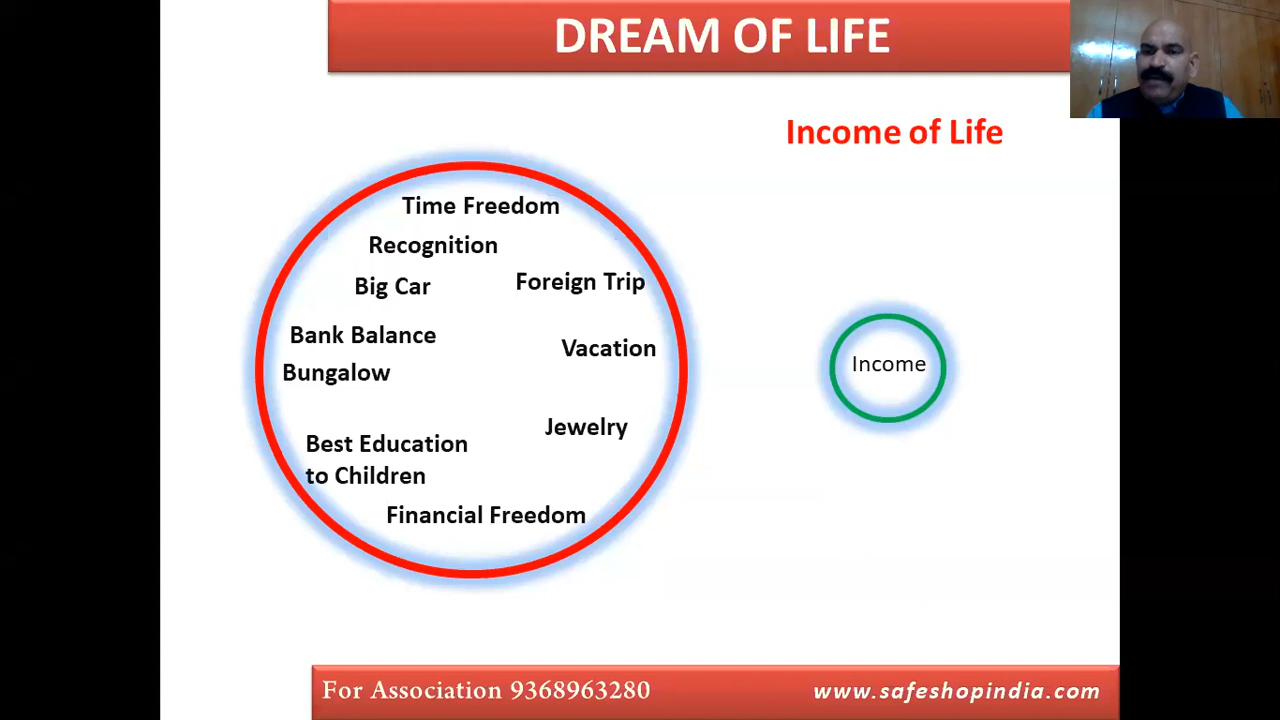 DREAM OF LIFE
Income of Life
Time Freedom
Recognition
Big Car
Foreign Trip
Bank Balance
Vacation
Bungalow
Income
Jewelry
Best Education
to Children
Financial Freedom
For Association 9368963280
www.safeshopindia.com